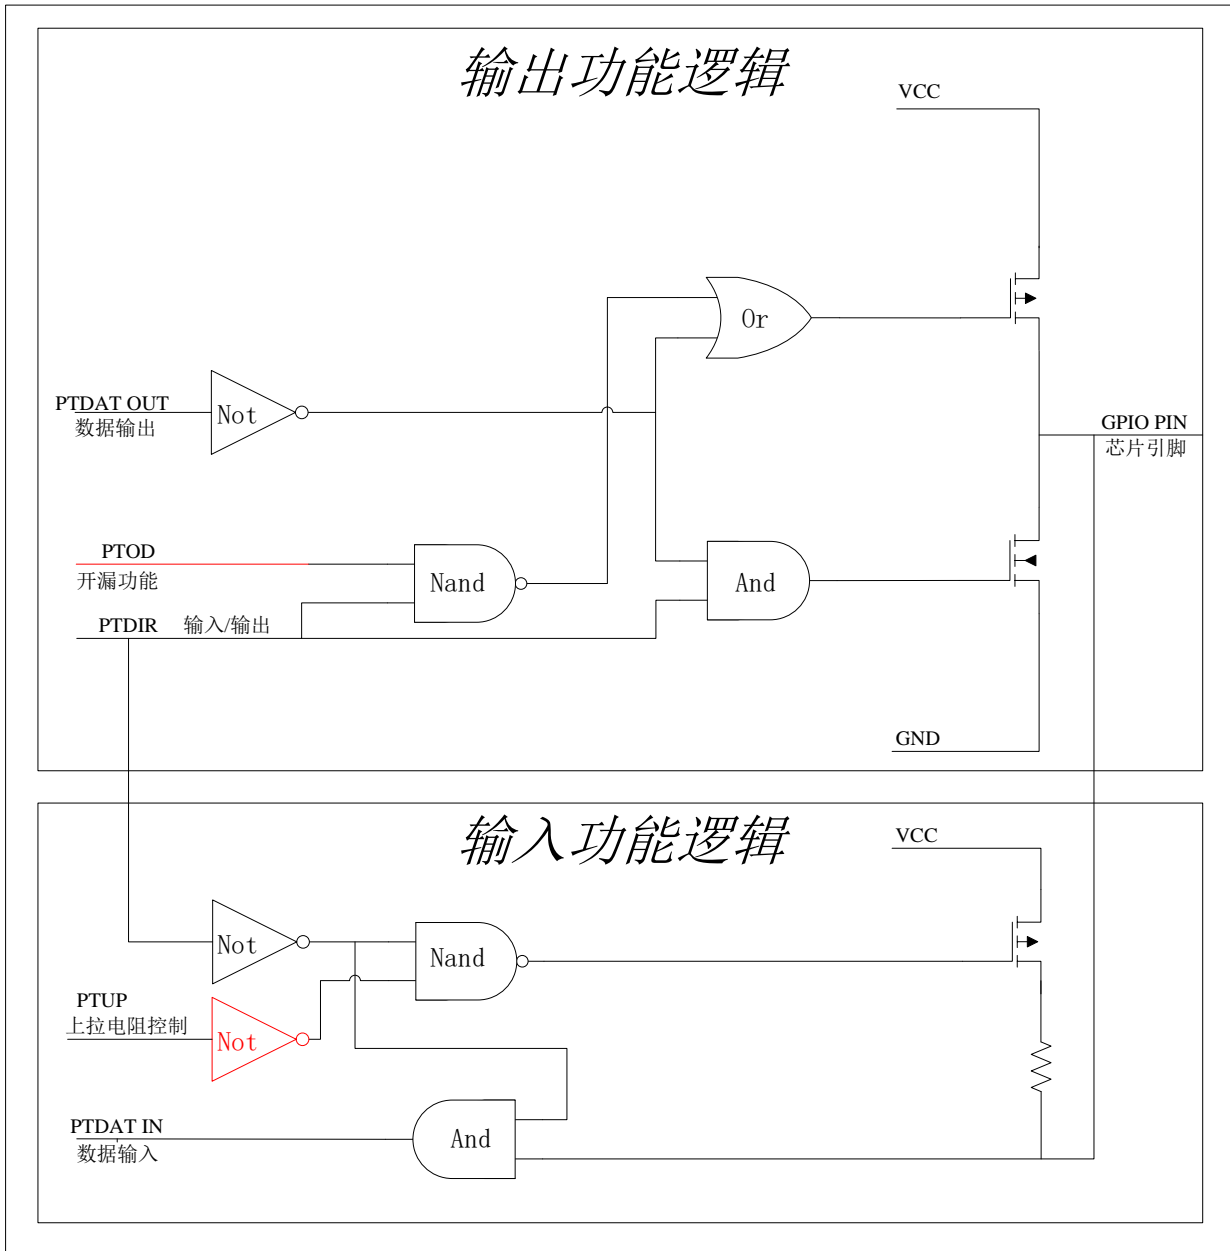 输出功能逻辑
VCC
Or
PTDAT OUT
数据输出
Not
GPIO PIN
芯片引脚
PTOD
开漏功能
Nand
And
PTDIR 输入/输出
GND
输入功能逻辑
VCC
Not
Nand
PTUP
上拉电阻控制
Not
PTDAT IN
数据输入
And